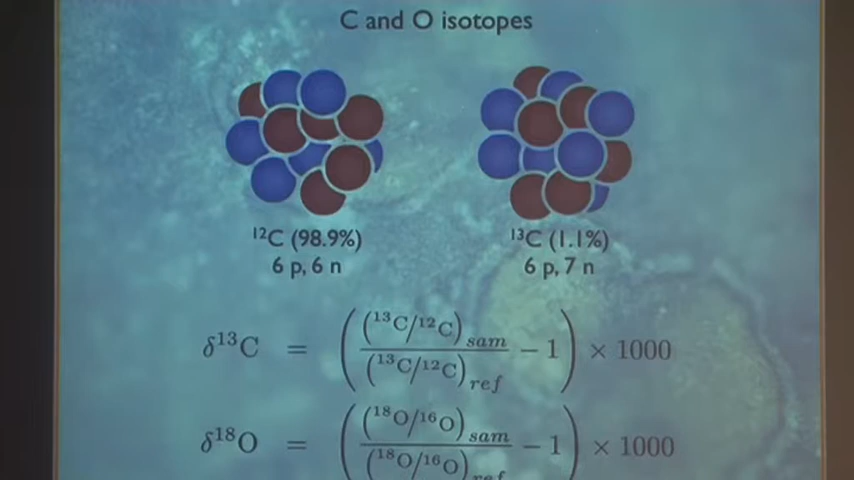 C and O isotopes
¹²C (98.9%)
6 p, 6 n
¹³C (1.1%)
6 p, 7 n
δ¹³C = ( (¹³C/¹²C)sam / (¹³C/¹²C)ref − 1 ) × 1000
δ¹⁸O = ( (¹⁸O/¹⁶O)sam / (¹⁸O/¹⁶O)ref − 1 ) × 1000